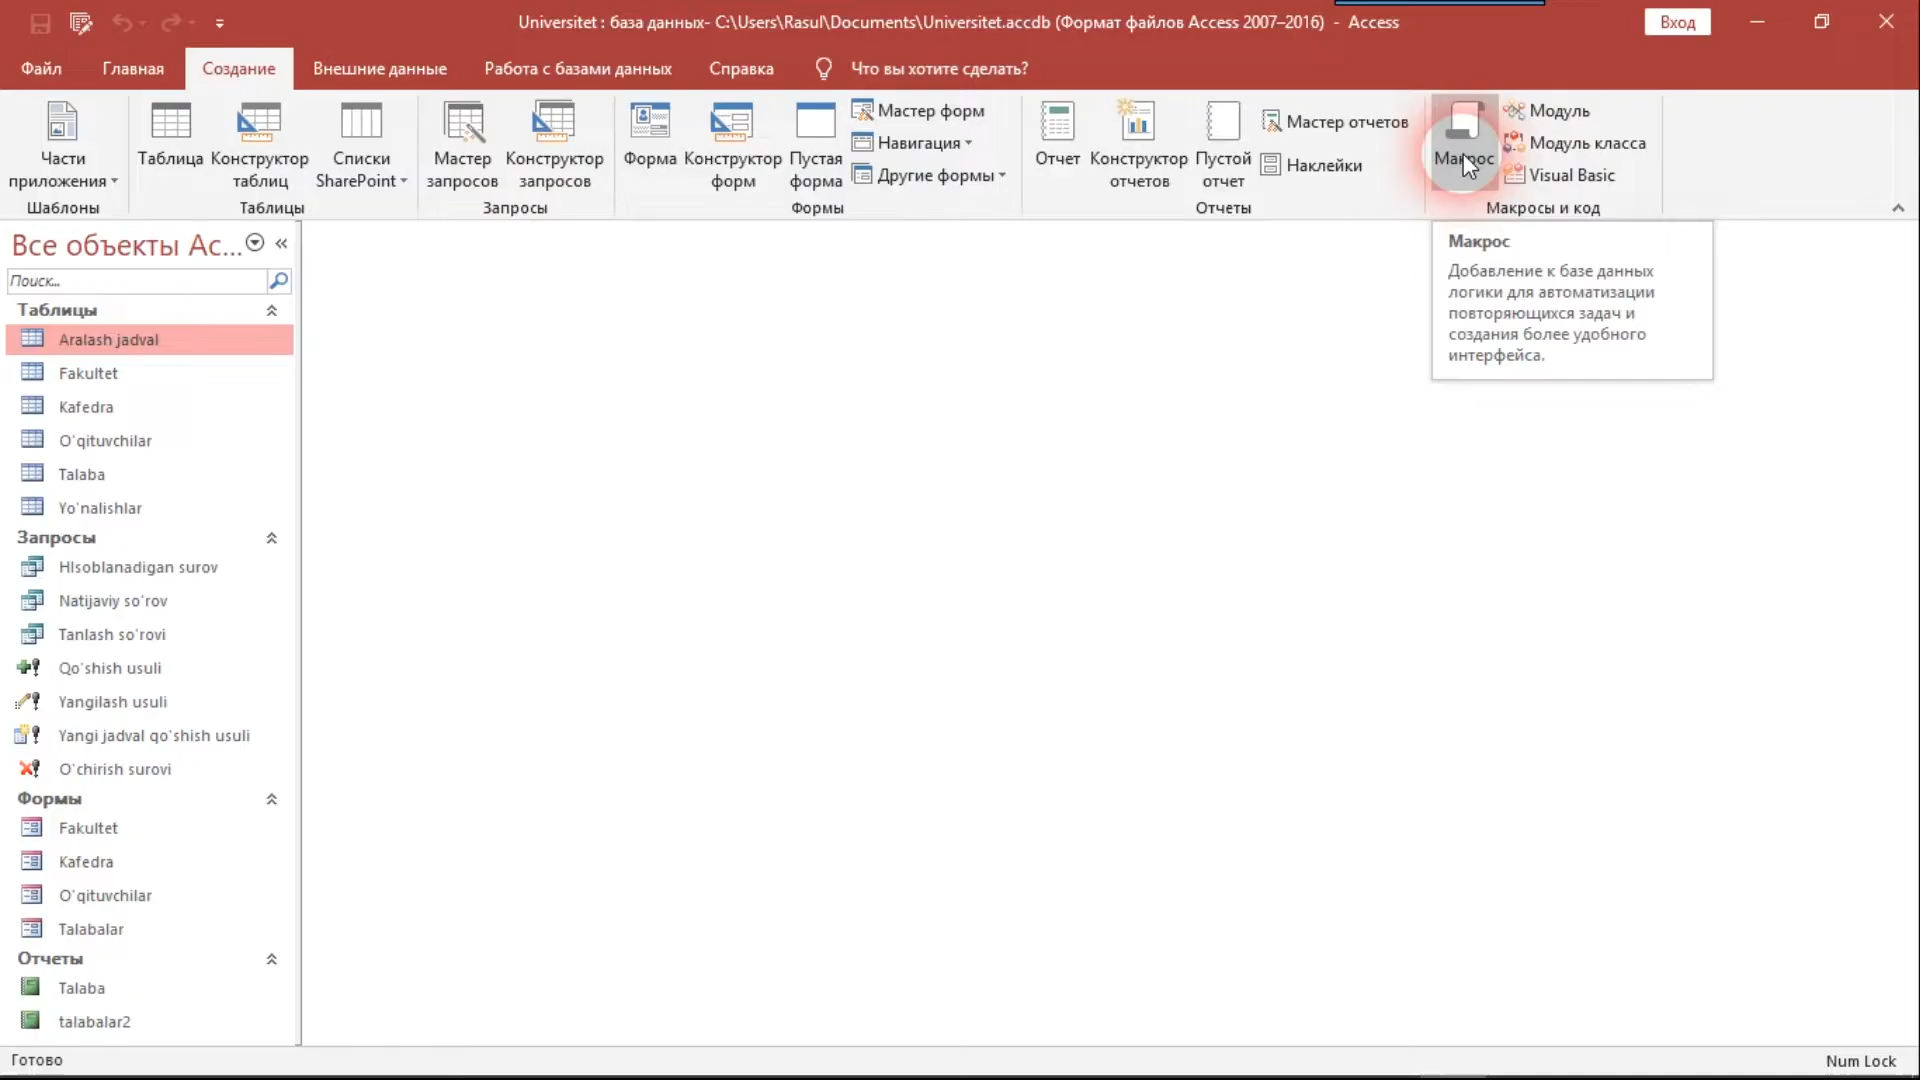 Universitet : база данных- C:\Users\Rasul\Documents\Universitet.accdb (Формат файлов Access 2007–2016) - Access
Вход
Файл
Главная
Создание
Внешние данные
Работа с базами данных
Справка
Что вы хотите сделать?
Части
приложения
Шаблоны
Таблица
Конструктор
таблиц
Списки
SharePoint
Таблицы
Мастер
запросов
Конструктор
запросов
Запросы
Форма
Конструктор
форм
Пустая
форма
Мастер форм
Навигация
Другие формы
Формы
Отчет
Конструктор
отчетов
Пустой
отчет
Мастер отчетов
Наклейки
Отчеты
Макрос
Модуль
Модуль класса
Visual Basic
Макросы и код
Макрос
Добавление к базе данных
логики для автоматизации
повторяющихся задач и
создания более удобного
интерфейса.
Все объекты Ac...
Поиск...
Таблицы
Aralash jadval
Fakultet
Kafedra
O'qituvchilar
Talaba
Yo'nalishlar
Запросы
HIsoblanadigan surov
Natijaviy so'rov
Tanlash so'rovi
Qo'shish usuli
Yangilash usuli
Yangi jadval qo'shish usuli
O'chirish surovi
Формы
Fakultet
Kafedra
O'qituvchilar
Talabalar
Отчеты
Talaba
talabalar2
Готово
Num Lock